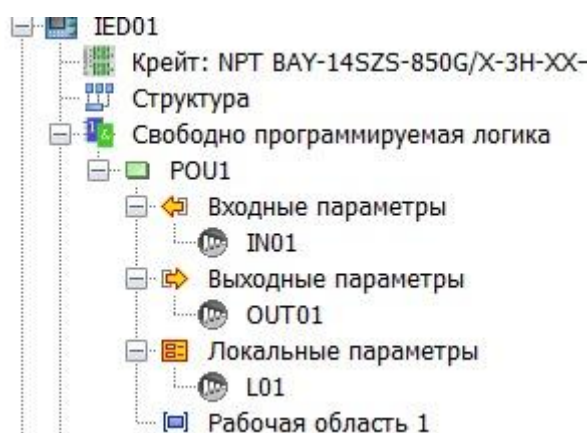 IED01
Крейт: NPT BAY-14SZS-850G/X-3H-XX-
Структура
Свободно программируемая логика
POU1
Входные параметры
IN01
Выходные параметры
OUT01
Локальные параметры
L01
Рабочая область 1